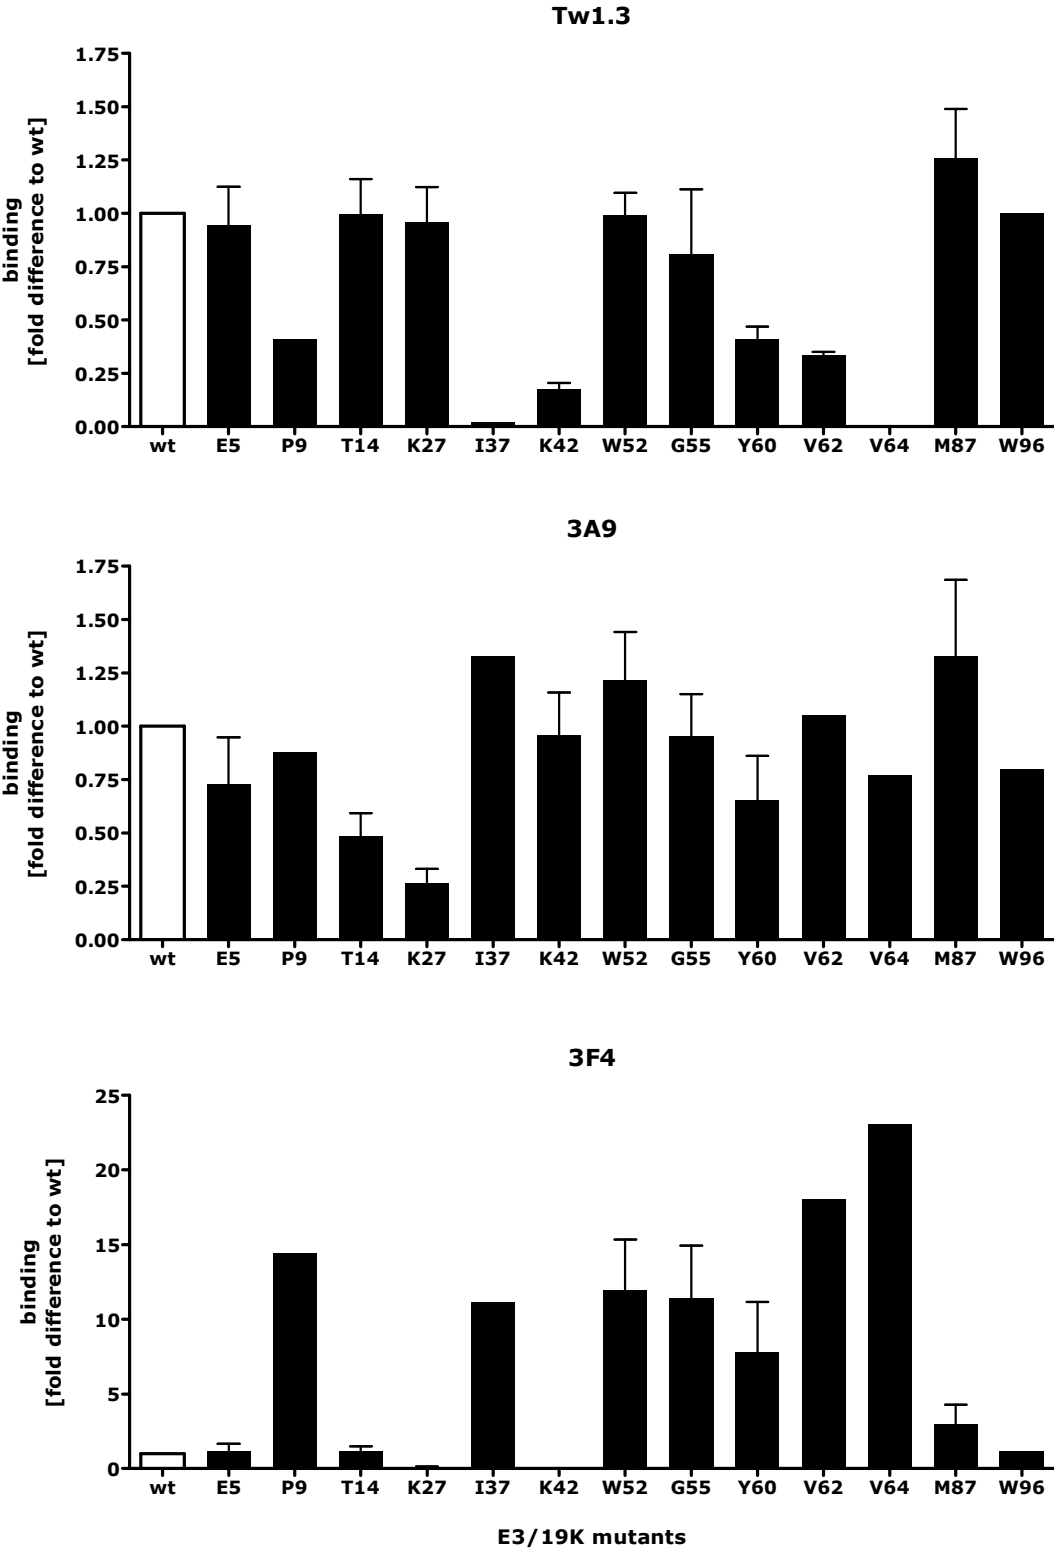 Tw1.3
binding
[fold difference to wt]
1.75
1.50
1.25
1.00
0.75
0.50
0.25
0.00
wt E5 P9 T14 K27 I37 K42 W52 G55 Y60 V62 V64 M87 W96
3A9
binding
[fold difference to wt]
1.75
1.50
1.25
1.00
0.75
0.50
0.25
0.00
wt E5 P9 T14 K27 I37 K42 W52 G55 Y60 V62 V64 M87 W96
3F4
binding
[fold difference to wt]
25
20
15
10
5
0
wt E5 P9 T14 K27 I37 K42 W52 G55 Y60 V62 V64 M87 W96
E3/19K mutants